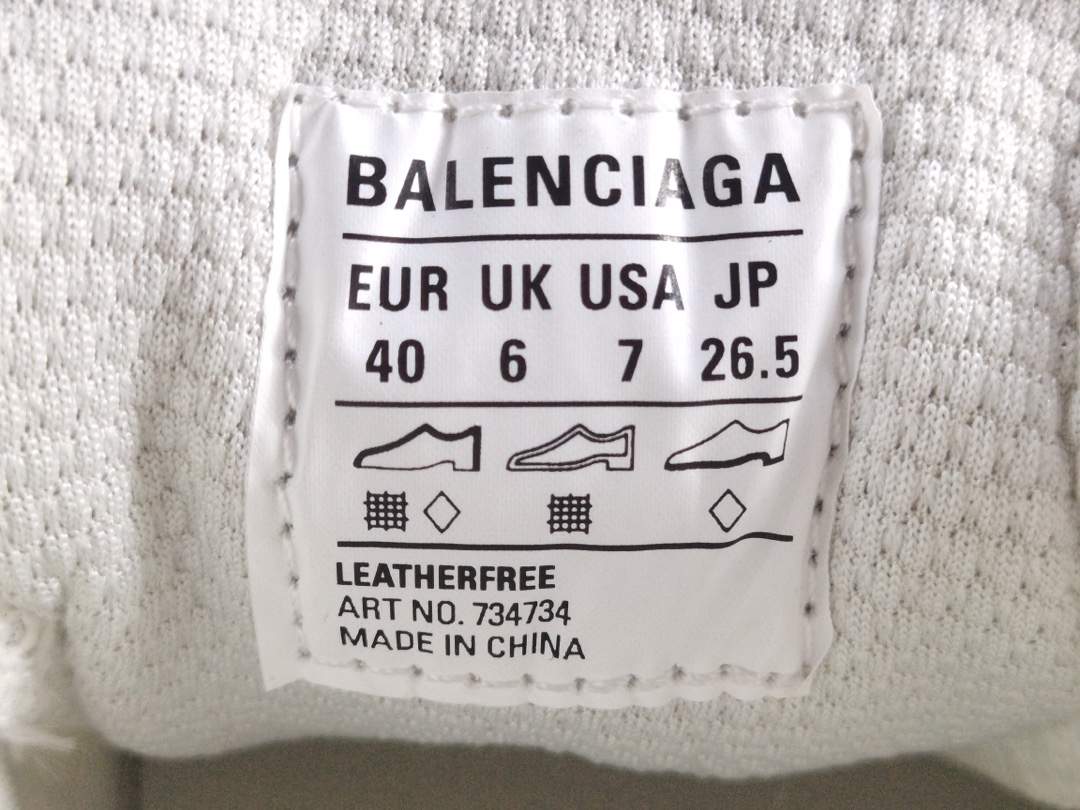 BALENCIAGA
EUR UK USA JP
40 6 7 26.5
LEATHERFREE
ART NO. 734734
MADE IN CHINA